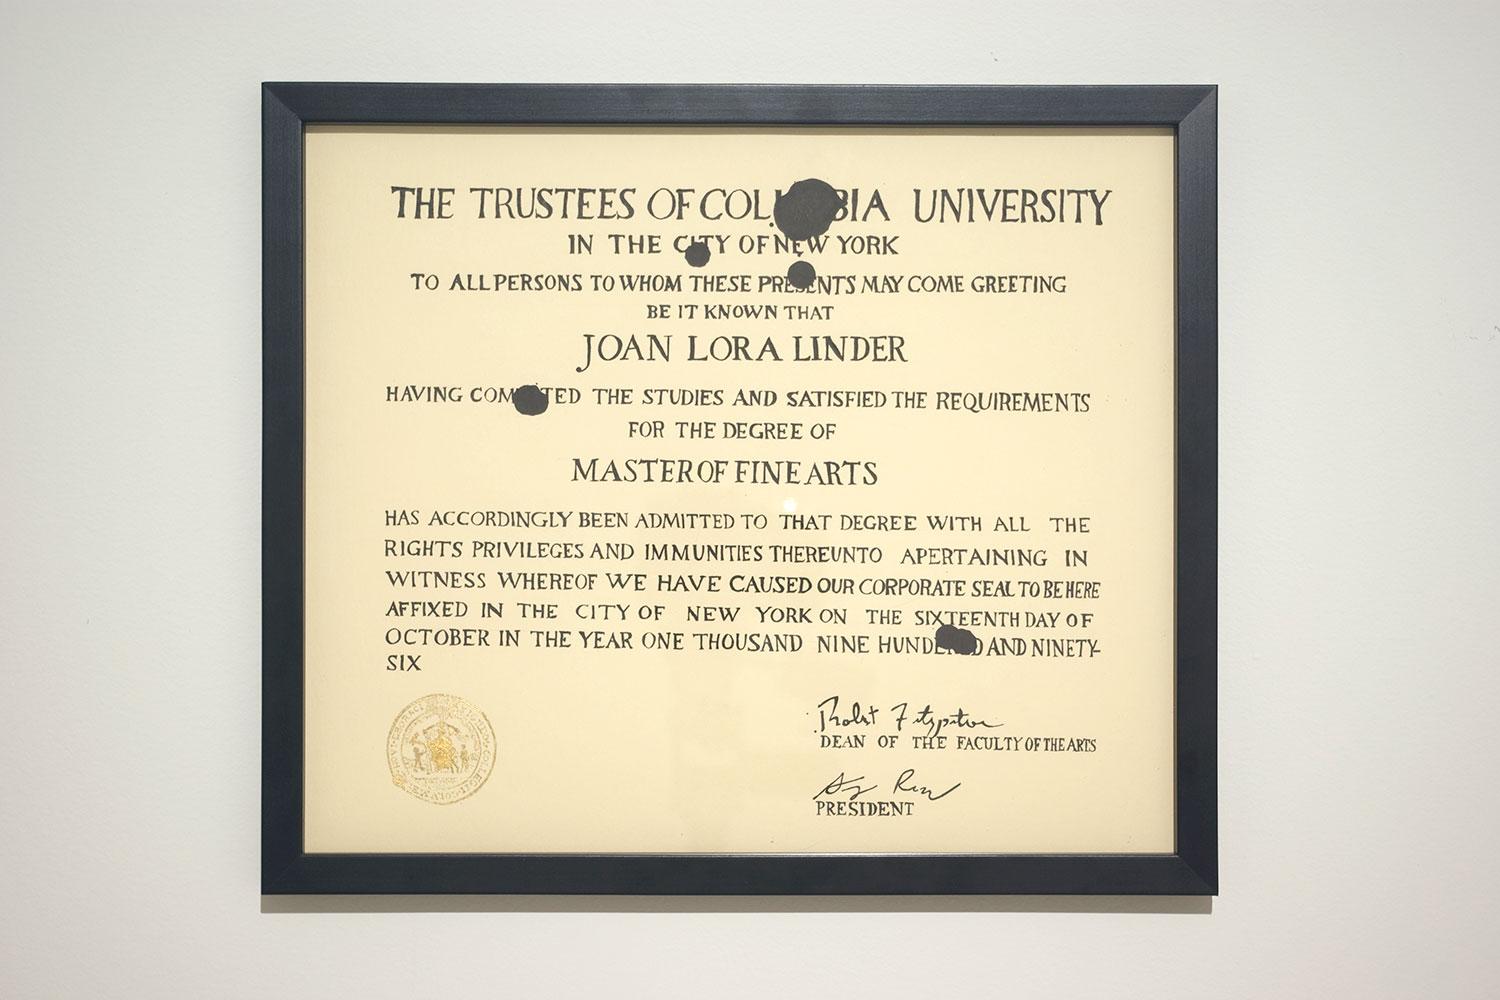 THE TRUSTEES OF COLUMBIA UNIVERSITY
IN THE CITY OF NEW YORK
TO ALL PERSONS TO WHOM THESE PRESENTS MAY COME GREETING
BE IT KNOWN THAT
JOAN LORA LINDER
HAVING COMPLETED THE STUDIES AND SATISFIED THE REQUIREMENTS
FOR THE DEGREE OF
MASTER OF FINE ARTS
HAS ACCORDINGLY BEEN ADMITTED TO THAT DEGREE WITH ALL THE
RIGHTS PRIVILEGES AND IMMUNITIES THEREUNTO APERTAINING IN
WITNESS WHEREOF WE HAVE CAUSED OUR CORPORATE SEAL TO BE HERE
AFFIXED IN THE CITY OF NEW YORK ON THE SIXTEENTH DAY OF
OCTOBER IN THE YEAR ONE THOUSAND NINE HUNDERED AND NINETY-
SIX
Robert Fitzpatrick
DEAN OF THE FACULTY OF THE ARTS
PRESIDENT